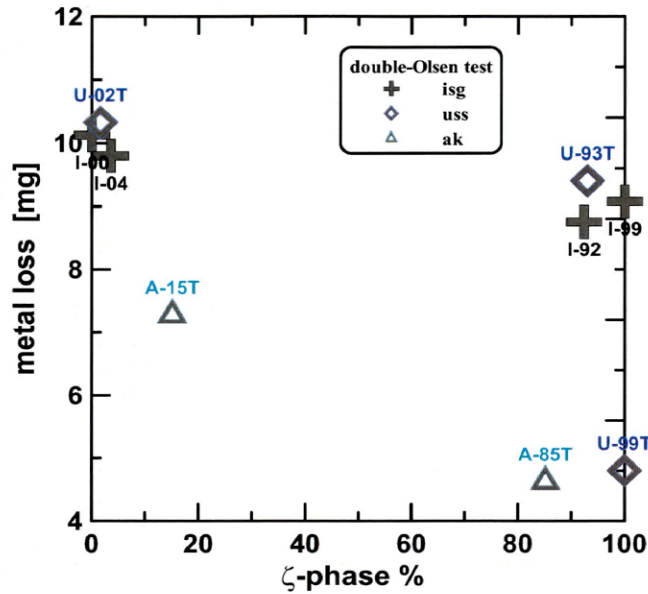 12
10
8
6
4
metal loss [mg]
double-Olsen test
isg
uss
ak
U-02T
I-00
I-04
U-93T
I-92
I-99
A-15T
A-85T
U-99T
0
20
40
60
80
100
ζ-phase %